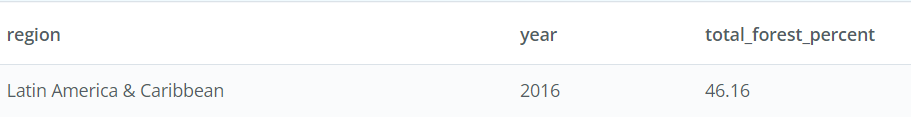 region year total_forest_percent
Latin America & Caribbean 2016 46.16